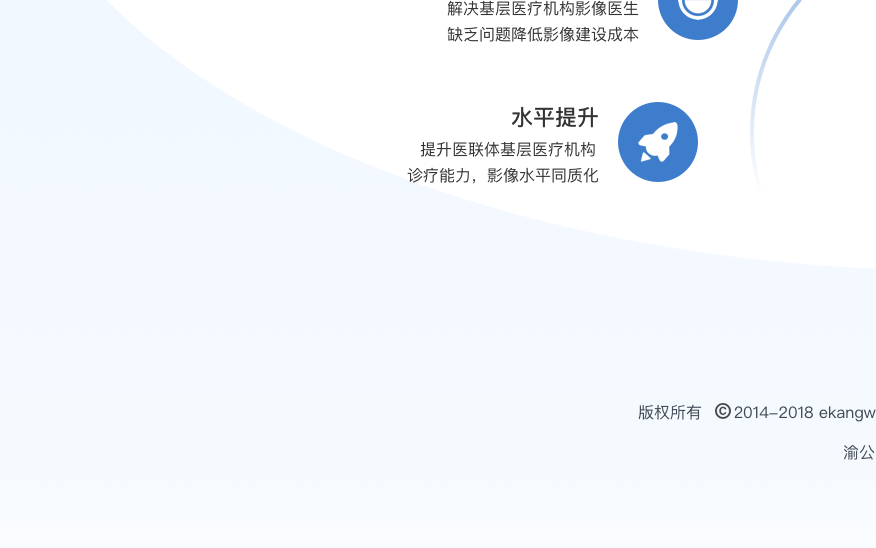 解决基层医疗机构影像医生
缺乏问题降低影像建设成本
水平提升
提升医联体基层医疗机构
诊疗能力，影像水平同质化
版权所有 ©2014-2018 ekangw
渝公